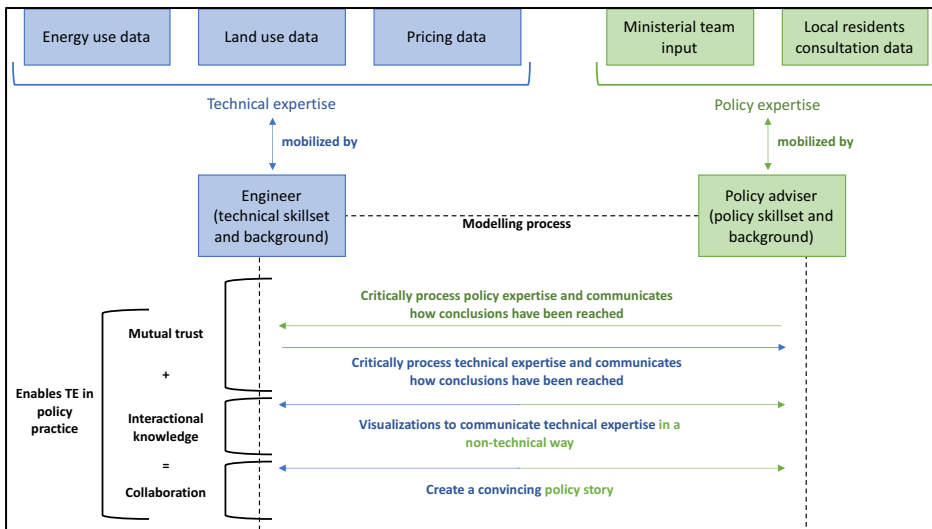 Energy use data
Land use data
Pricing data
Ministerial team
input
Local residents
consultation data
Technical expertise
Policy expertise
mobilized by
mobilized by
Engineer
(technical skillset
and background)
Modelling process
Policy adviser
(policy skillset and
background)
Critically process policy expertise and communicates
how conclusions have been reached
Mutual trust
Critically process technical expertise and communicates
how conclusions have been reached
+
Enables TE in
policy
practice
Interactional
knowledge
Visualizations to communicate technical expertise in a
non-technical way
=
Collaboration
Create a convincing policy story